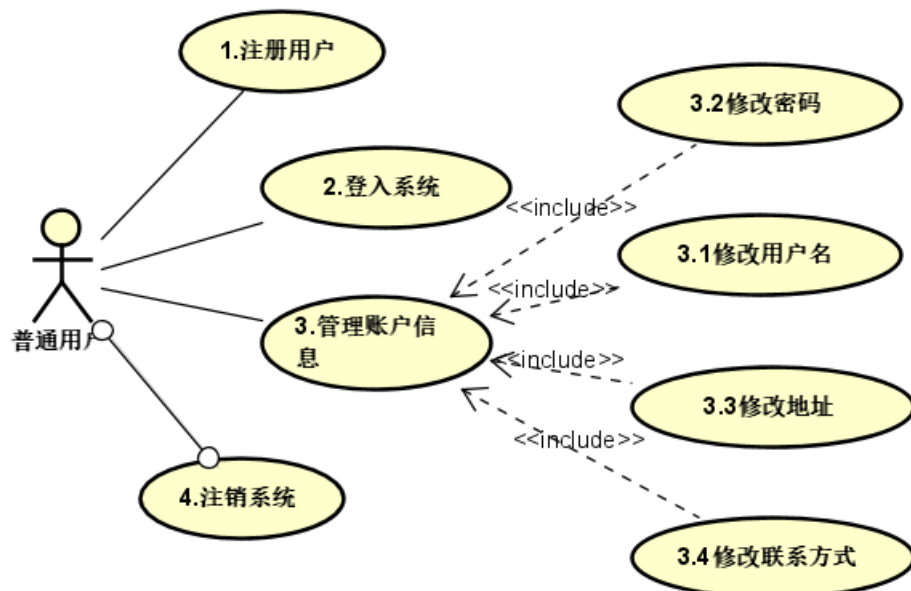 1.注册用户
3.2修改密码
2.登入系统
<<include>>
3.1修改用户名
<<include>>
普通用户
3.管理账户信
息
<<include>>
3.3修改地址
<<include>>
4.注销系统
3.4修改联系方式